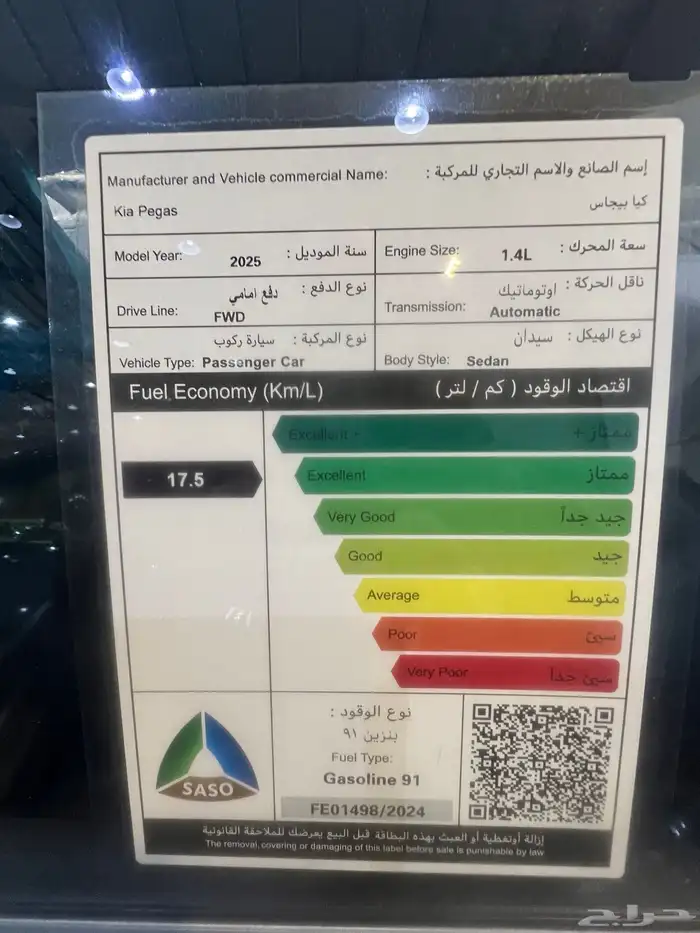 Manufacturer and Vehicle commercial Name: إسم الصانع والاسم التجاري للمركبة :
Kia Pegas كيا بيجاس
Model Year: 2025 سنة الموديل :
Engine Size: 1.4L سعة المحرك :
نوع الدفع : دفع امامي
Drive Line: FWD
ناقل الحركة : اوتوماتيك
Transmission: Automatic
نوع المركبة : سيارة ركوب
Vehicle Type: Passenger Car
نوع الهيكل : سيدان
Body Style: Sedan
Fuel Economy (Km/L) اقتصاد الوقود ( كم / لتر )
Excellent + ممتاز +
17.5
Excellent ممتاز
Very Good جيد جداً
Good جيد
Average متوسط
Poor سيئ
Very Poor سيئ جداً
SASO
نوع الوقود :
بنزين ٩١
Fuel Type:
Gasoline 91
FE01498/2024
إزالة أوتغطية أو العبث بهذه البطاقة قبل البيع يعرضك للملاحقة القانونية
The removal, covering or damaging of this label before sale is punishable by law
حراج